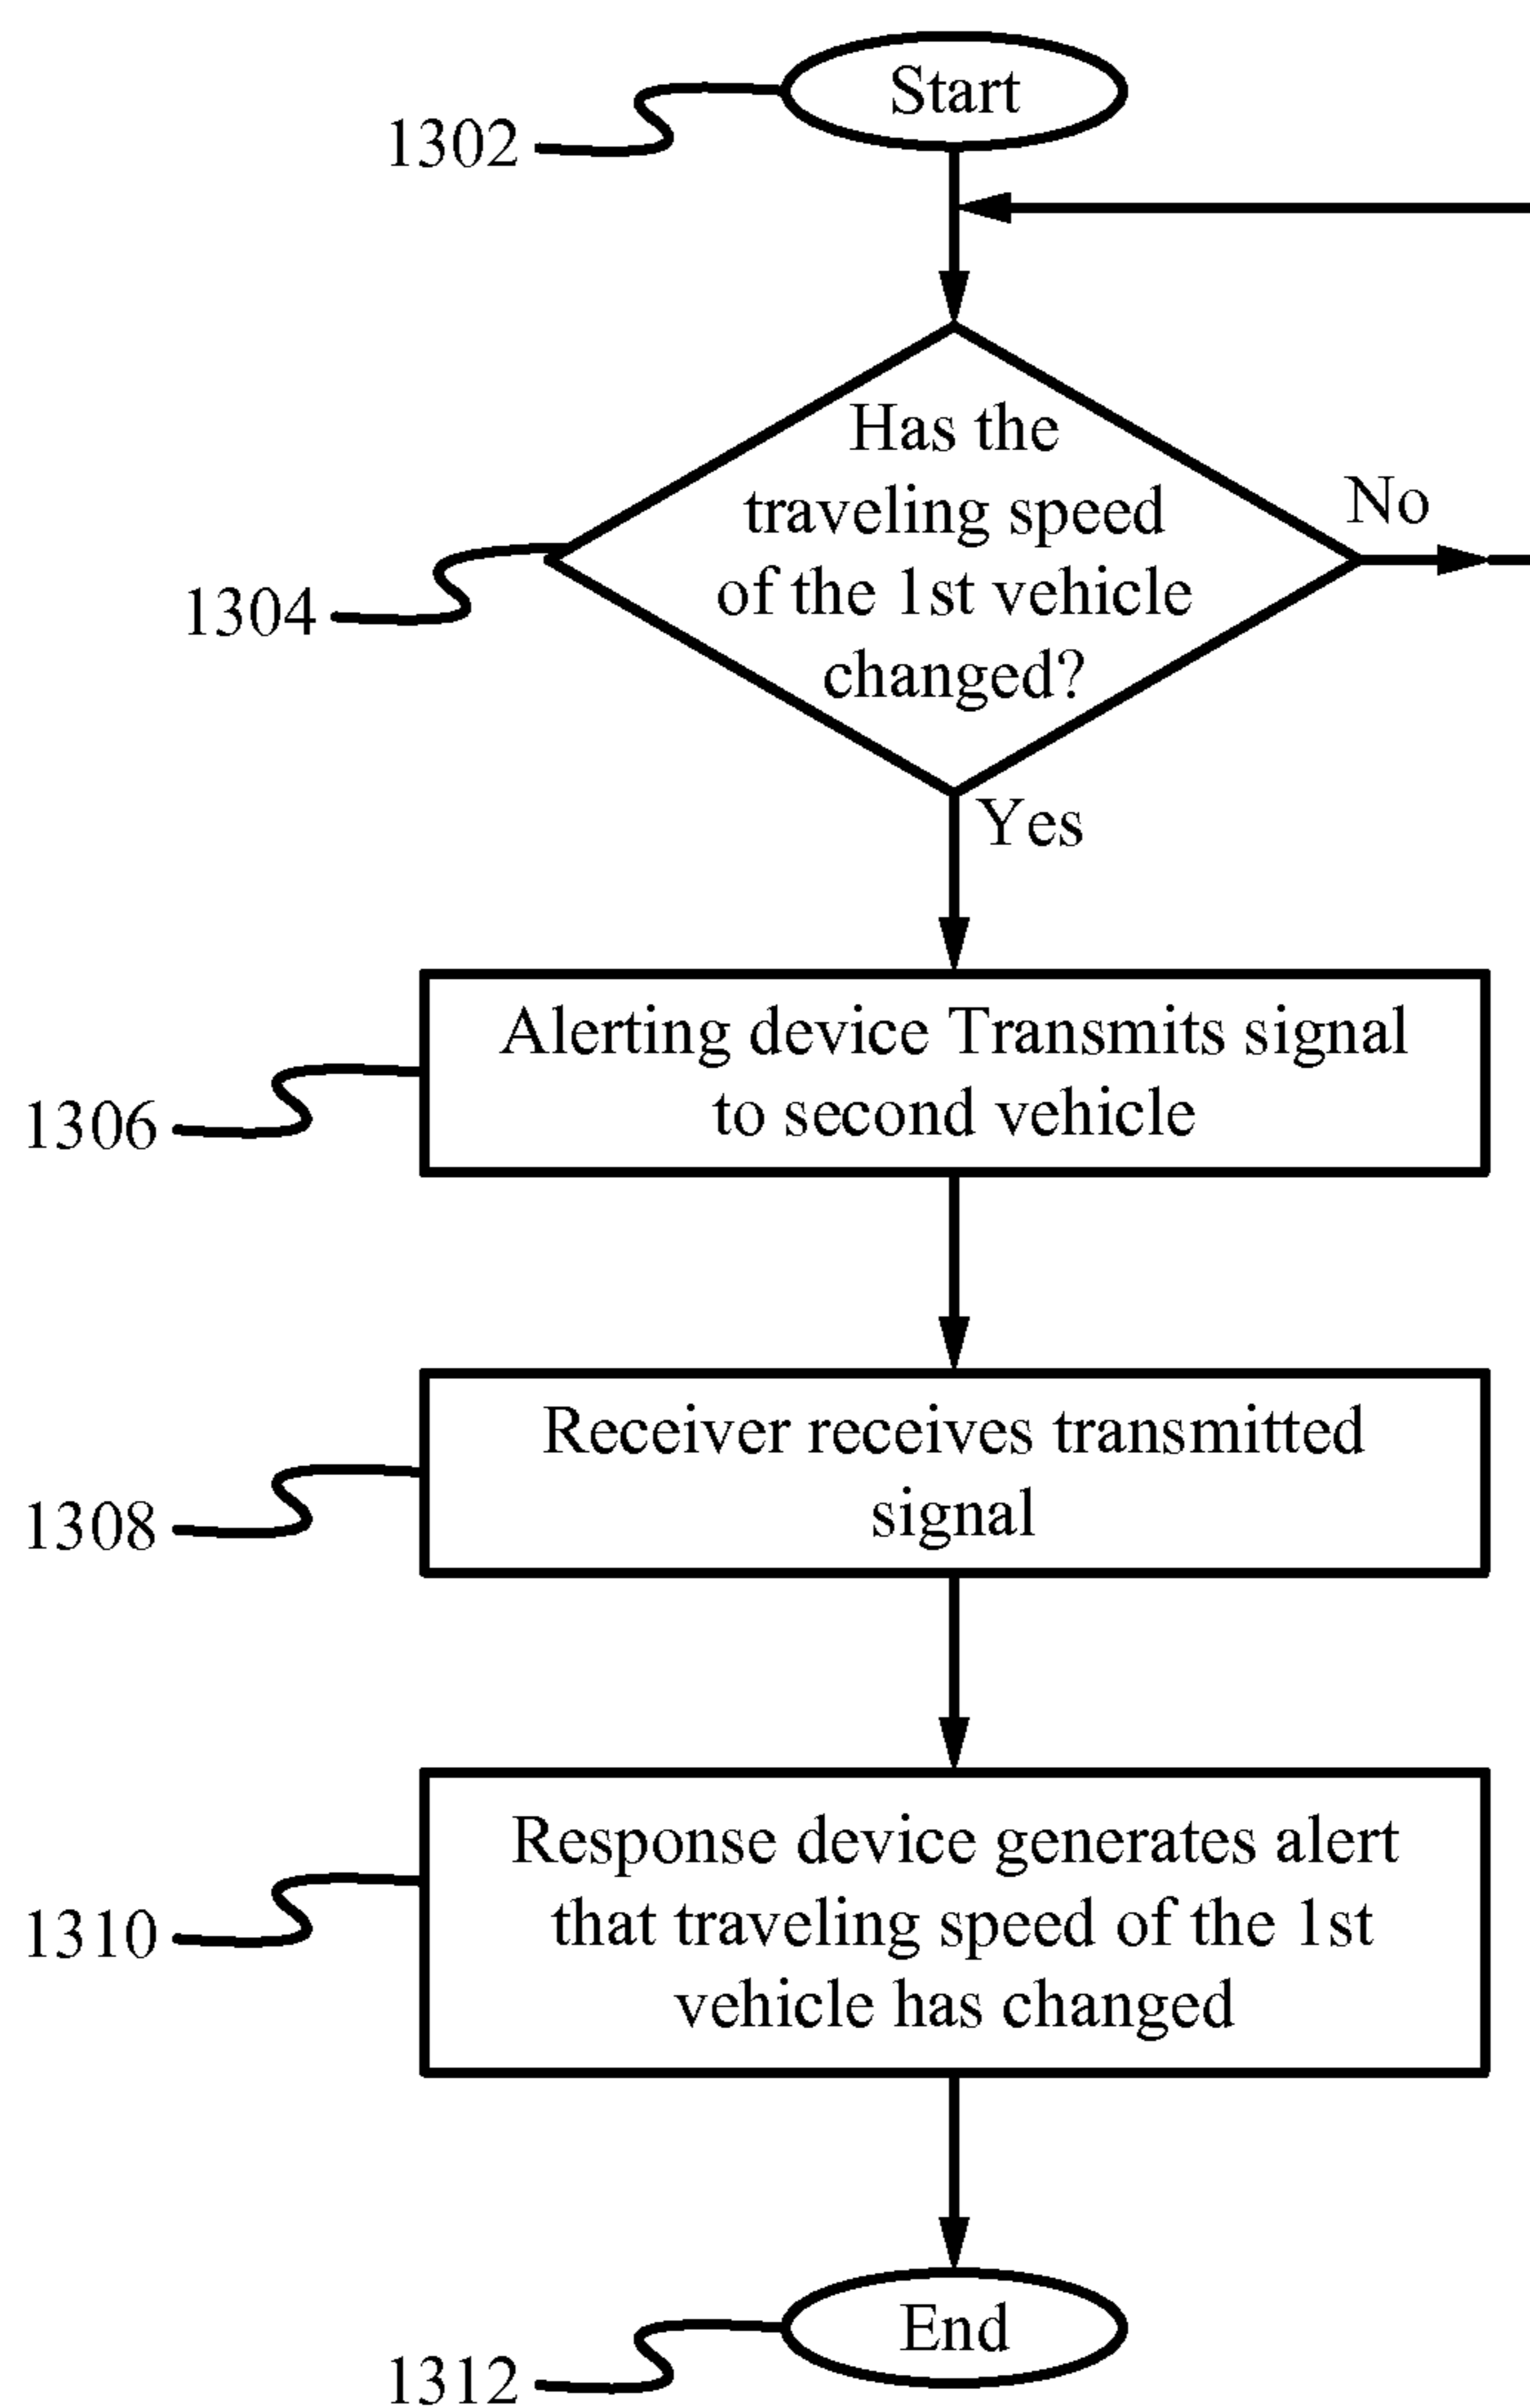 Start
1302
Has the
traveling speed
of the 1st vehicle
changed?
No
1304
Yes
Alerting device Transmits signal
to second vehicle
1306
Receiver receives transmitted
signal
1308
Response device generates alert
that traveling speed of the 1st
vehicle has changed
1310
End
1312